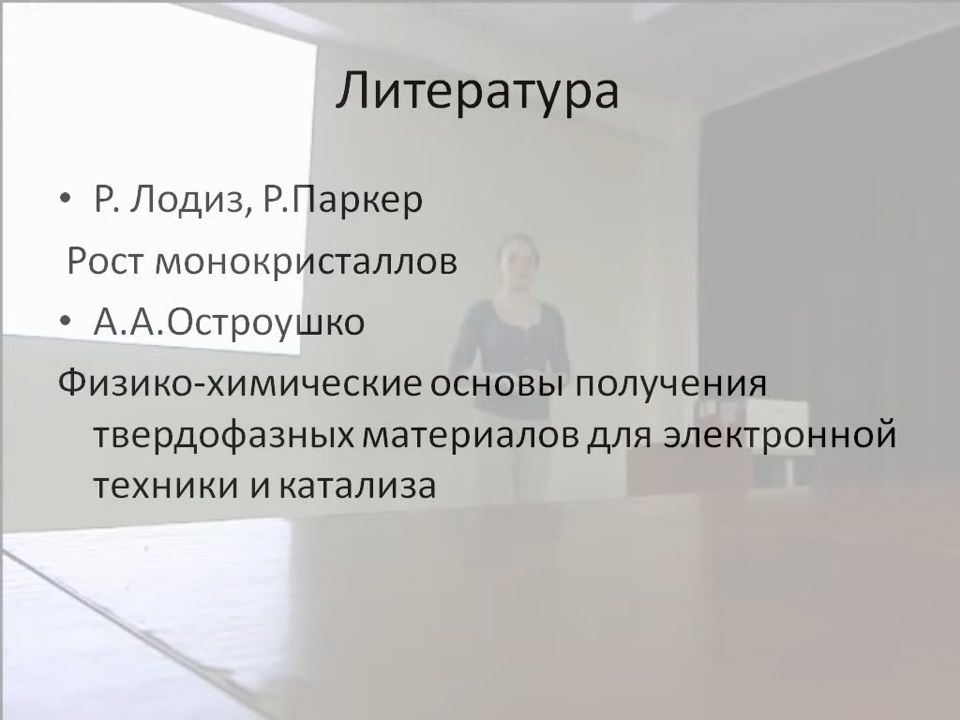 Литература
• Р. Лодиз, Р.Паркер
Рост монокристаллов
• А.А.Остроушко
Физико-химические основы получения
твердофазных материалов для электронной
техники и катализа